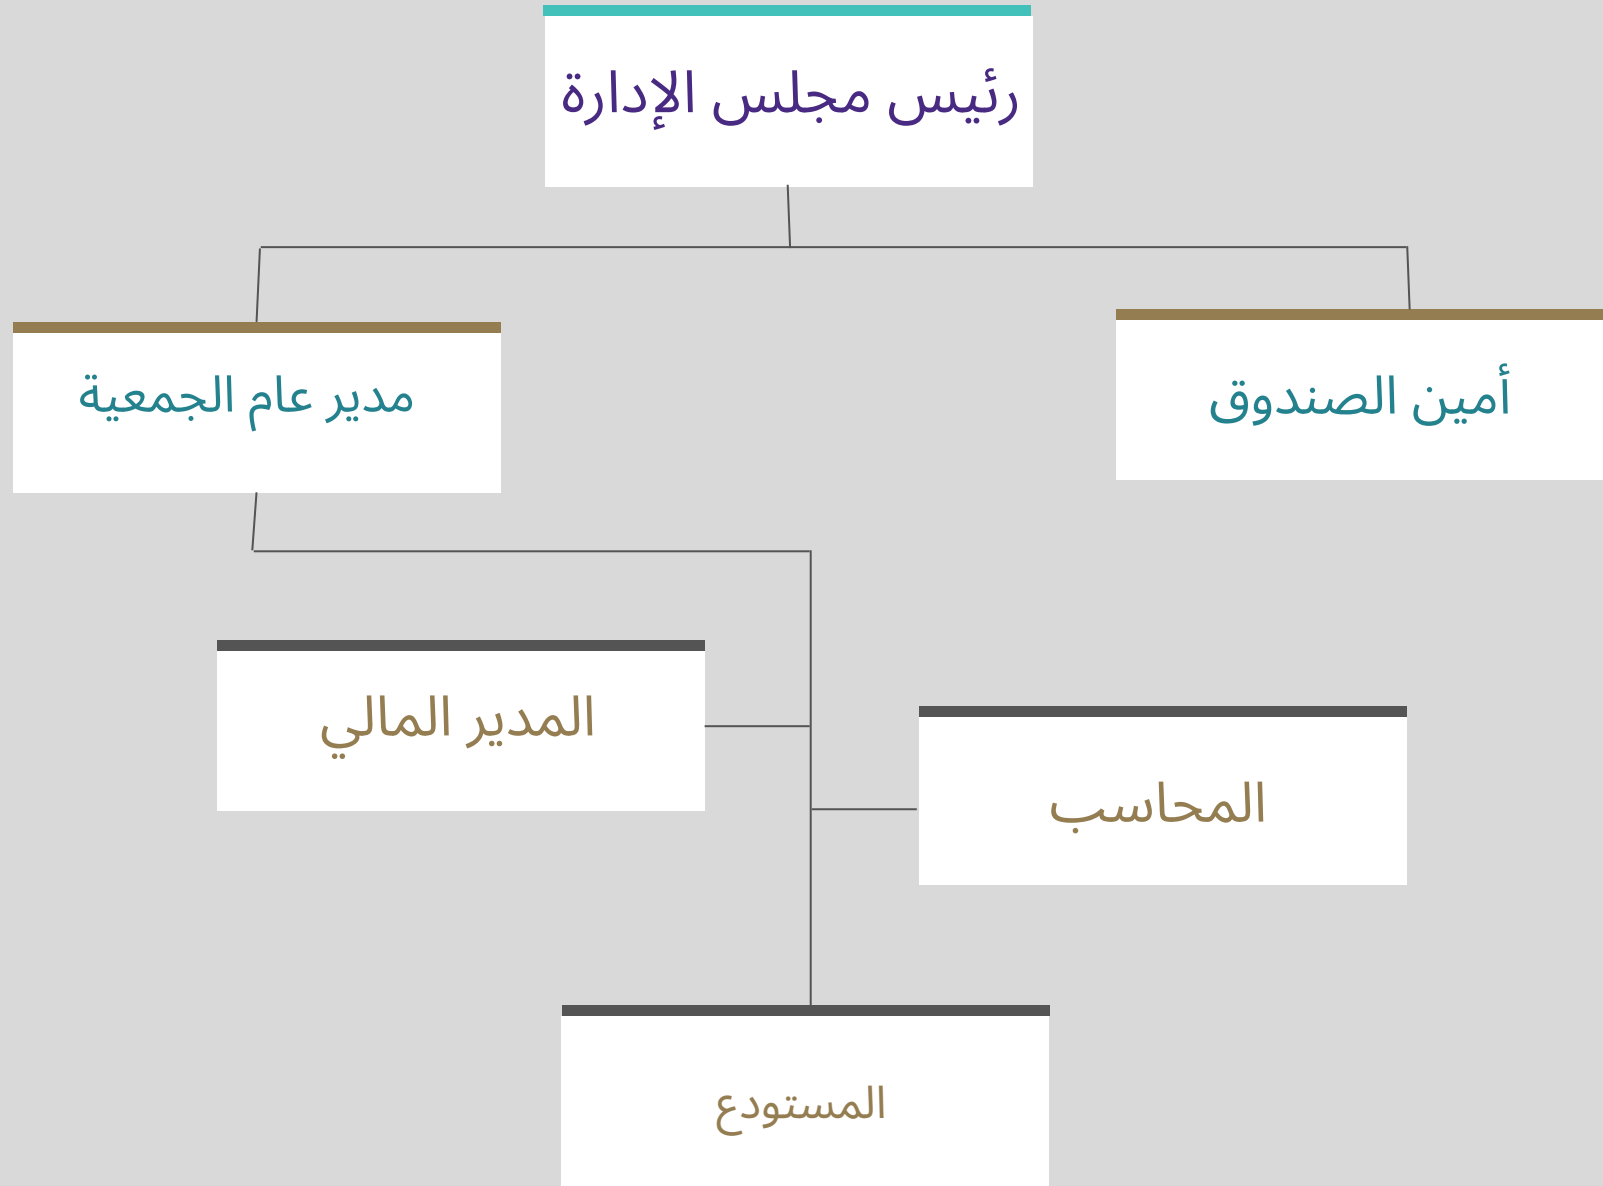 رئيس مجلس الإدارة
أمين الصندوق
مدير عام الجمعية
المدير المالي
المحاسب
المستودع